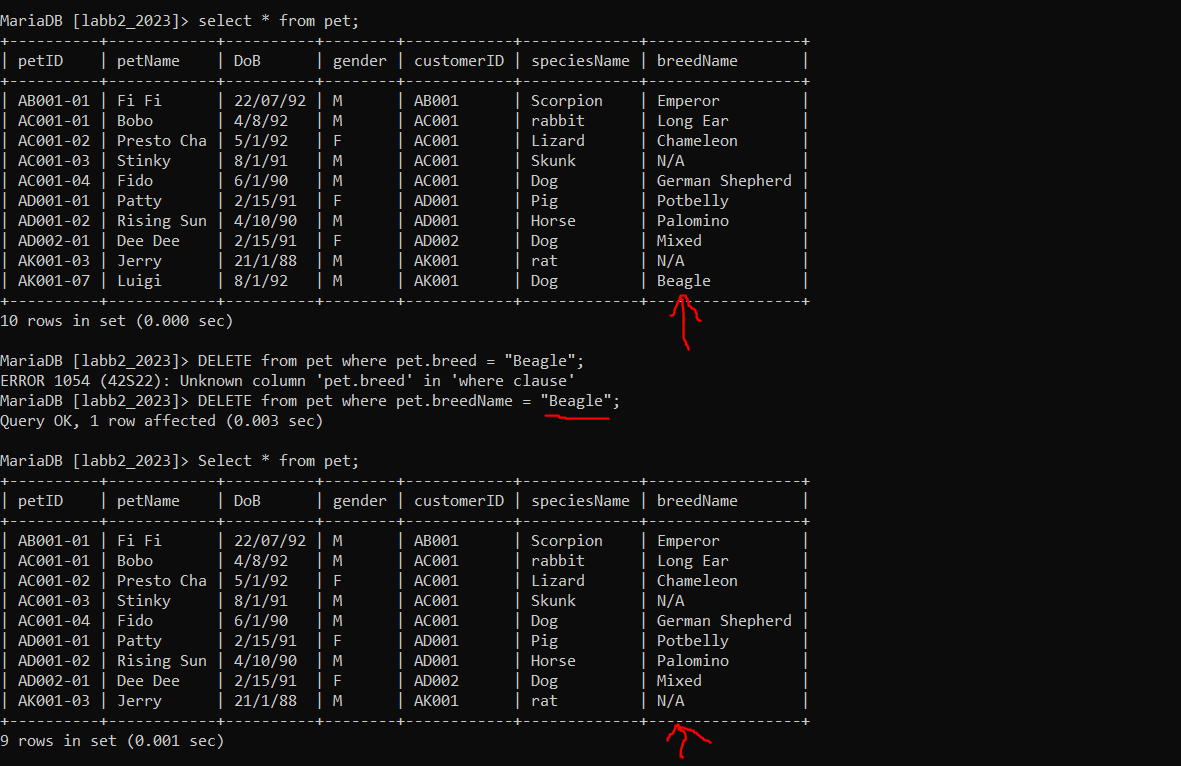 MariaDB [labb2_2023]> select * from pet;
+----------+------------+----------+--------+------------+-------------+-----------------+
| petID    | petName    | DoB      | gender | customerID | speciesName | breedName       |
+----------+------------+----------+--------+------------+-------------+-----------------+
| AB001-01 | Fi Fi      | 22/07/92 | M      | AB001      | Scorpion    | Emperor         |
| AC001-01 | Bobo       | 4/8/92   | M      | AC001      | rabbit      | Long Ear        |
| AC001-02 | Presto Cha | 5/1/92   | F      | AC001      | Lizard      | Chameleon       |
| AC001-03 | Stinky     | 8/1/91   | M      | AC001      | Skunk       | N/A             |
| AC001-04 | Fido       | 6/1/90   | M      | AC001      | Dog         | German Shepherd |
| AD001-01 | Patty      | 2/15/91  | F      | AD001      | Pig         | Potbelly        |
| AD001-02 | Rising Sun | 4/10/90  | M      | AD001      | Horse       | Palomino        |
| AD002-01 | Dee Dee    | 2/15/91  | F      | AD002      | Dog         | Mixed           |
| AK001-03 | Jerry      | 21/1/88  | M      | AK001      | rat         | N/A             |
| AK001-07 | Luigi      | 8/1/92   | M      | AK001      | Dog         | Beagle          |
+----------+------------+----------+--------+------------+-------------+-----------------+
10 rows in set (0.000 sec)
MariaDB [labb2_2023]> DELETE from pet where pet.breed = "Beagle";
ERROR 1054 (42S22): Unknown column 'pet.breed' in 'where clause'
MariaDB [labb2_2023]> DELETE from pet where pet.breedName = "Beagle";
Query OK, 1 row affected (0.003 sec)
MariaDB [labb2_2023]> Select * from pet;
+----------+------------+----------+--------+------------+-------------+-----------------+
| petID    | petName    | DoB      | gender | customerID | speciesName | breedName       |
+----------+------------+----------+--------+------------+-------------+-----------------+
| AB001-01 | Fi Fi      | 22/07/92 | M      | AB001      | Scorpion    | Emperor         |
| AC001-01 | Bobo       | 4/8/92   | M      | AC001      | rabbit      | Long Ear        |
| AC001-02 | Presto Cha | 5/1/92   | F      | AC001      | Lizard      | Chameleon       |
| AC001-03 | Stinky     | 8/1/91   | M      | AC001      | Skunk       | N/A             |
| AC001-04 | Fido       | 6/1/90   | M      | AC001      | Dog         | German Shepherd |
| AD001-01 | Patty      | 2/15/91  | F      | AD001      | Pig         | Potbelly        |
| AD001-02 | Rising Sun | 4/10/90  | M      | AD001      | Horse       | Palomino        |
| AD002-01 | Dee Dee    | 2/15/91  | F      | AD002      | Dog         | Mixed           |
| AK001-03 | Jerry      | 21/1/88  | M      | AK001      | rat         | N/A             |
+----------+------------+----------+--------+------------+-------------+-----------------+
9 rows in set (0.001 sec)